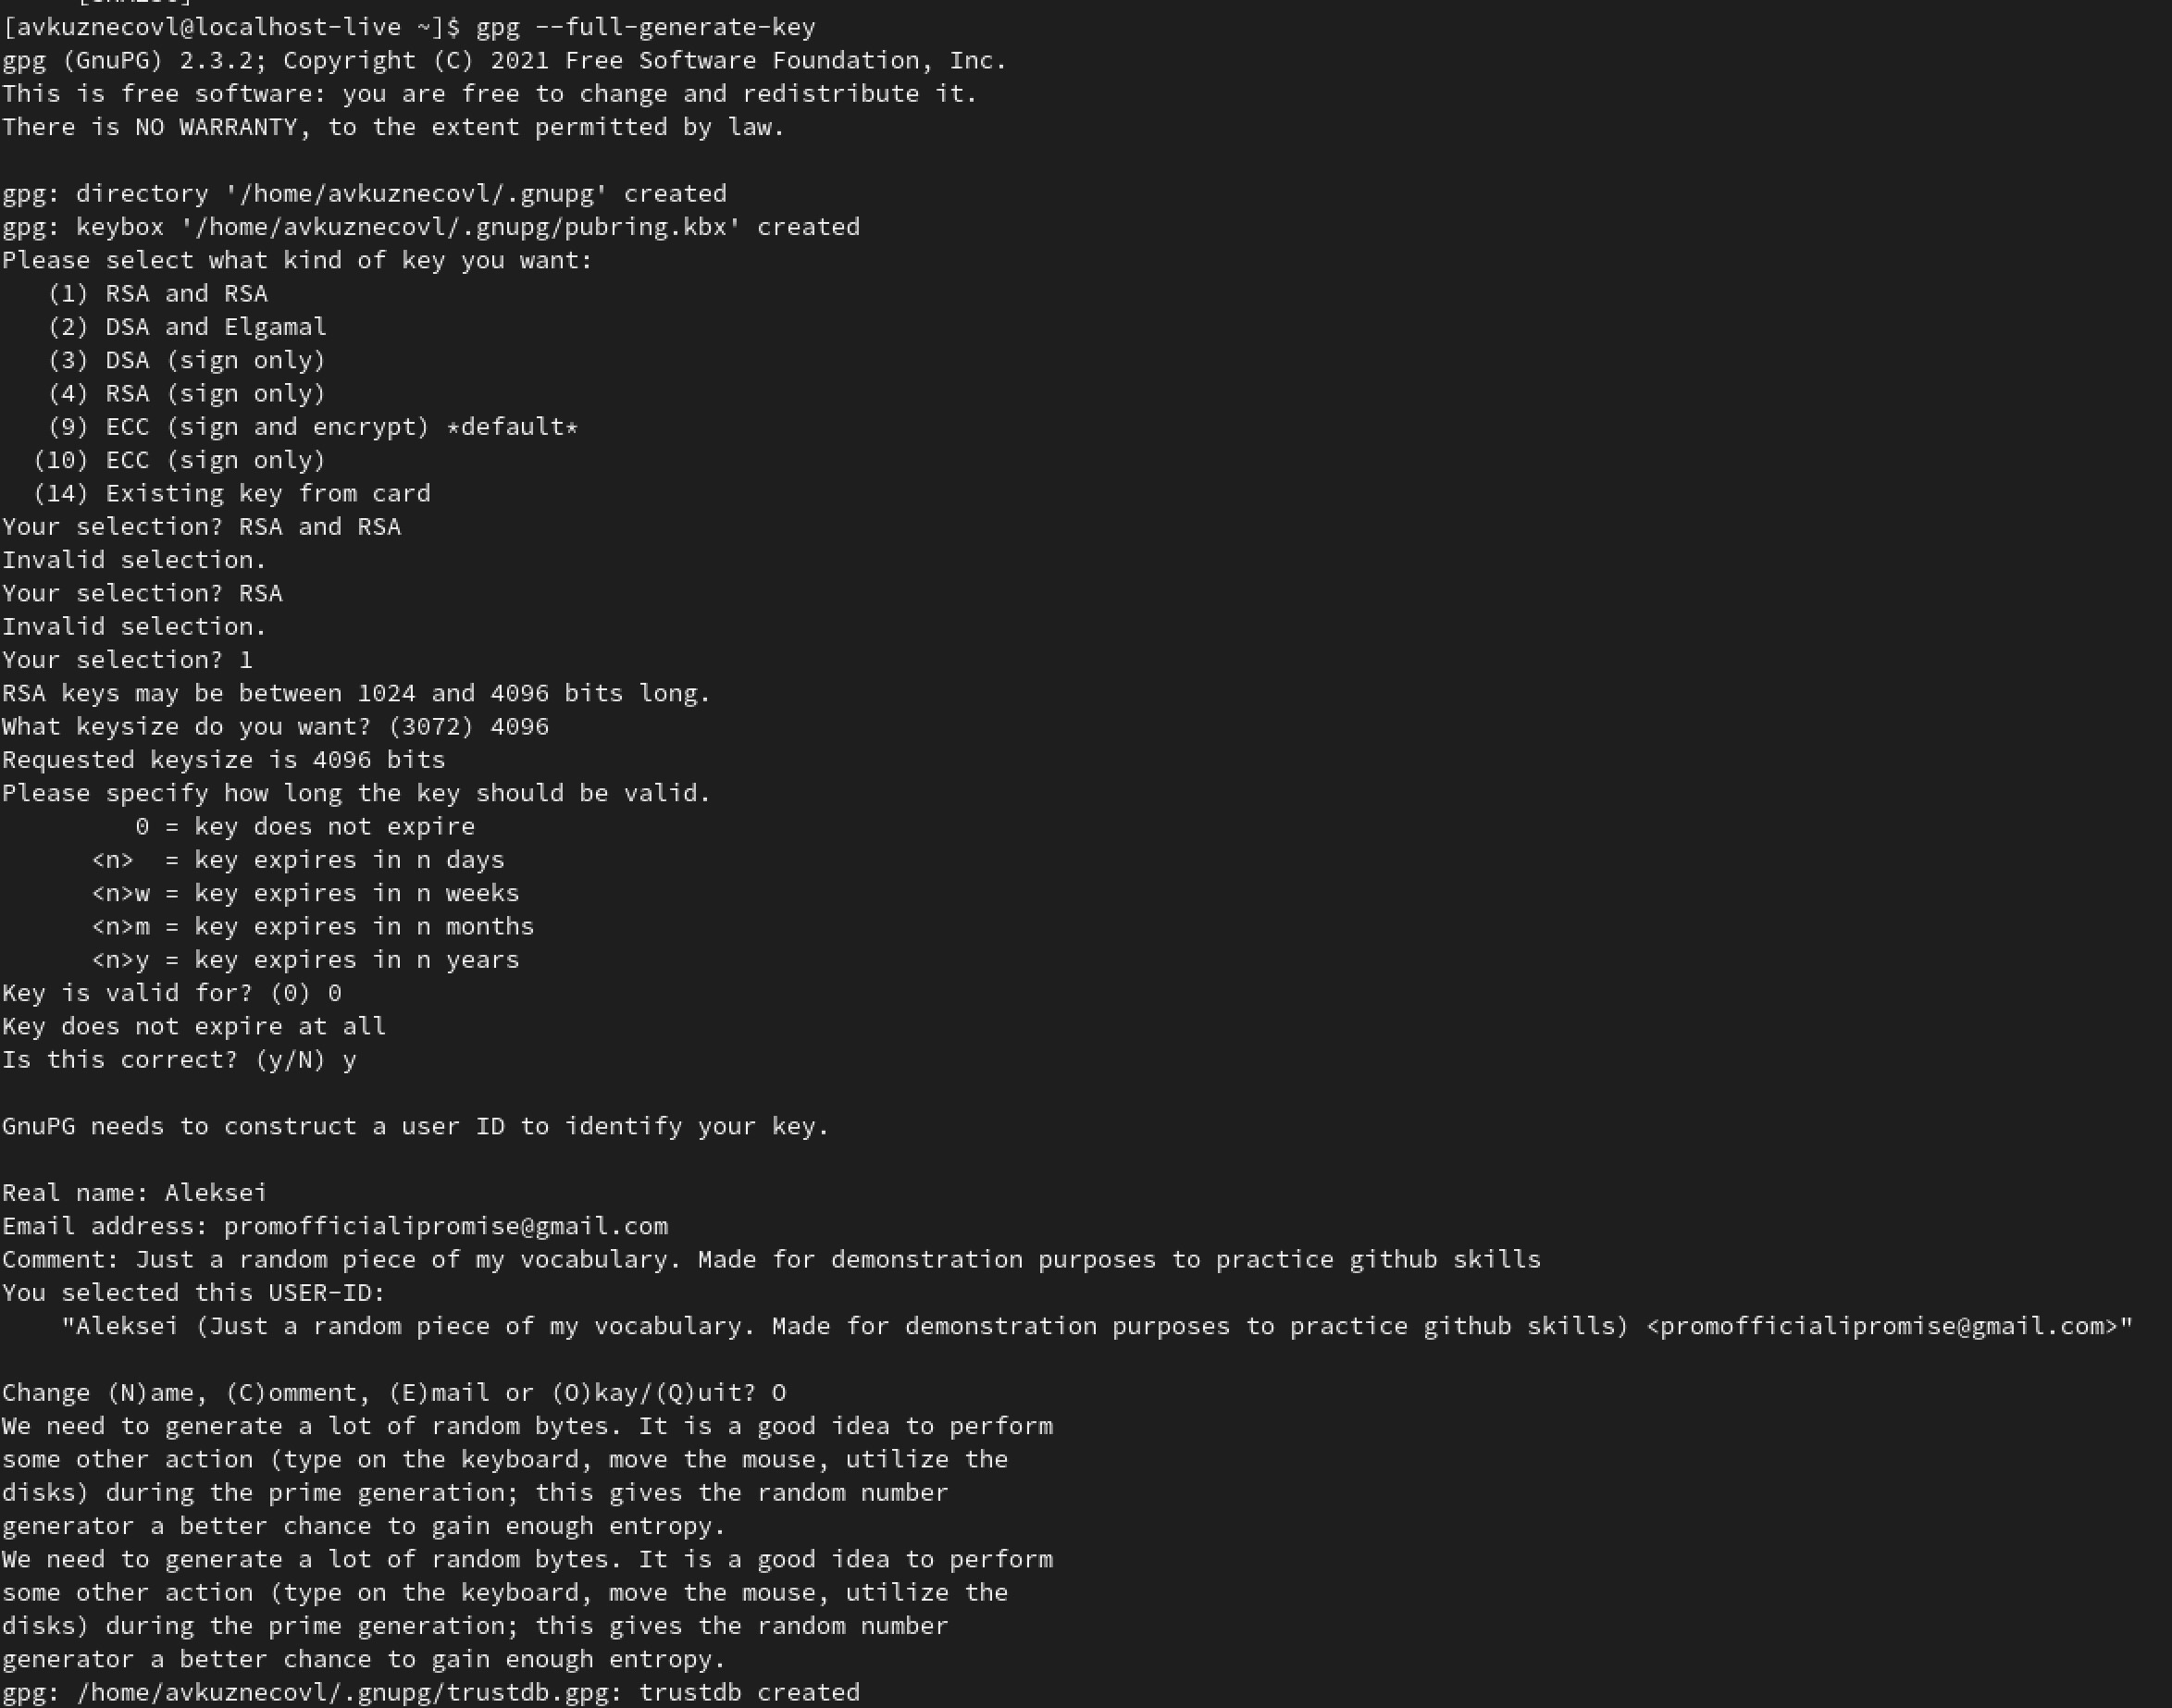 [avkuznecovl@localhost-live ~]$ gpg --full-generate-key
gpg (GnuPG) 2.3.2; Copyright (C) 2021 Free Software Foundation, Inc.
This is free software: you are free to change and redistribute it.
There is NO WARRANTY, to the extent permitted by law.

gpg: directory '/home/avkuznecovl/.gnupg' created
gpg: keybox '/home/avkuznecovl/.gnupg/pubring.kbx' created
Please select what kind of key you want:
   (1) RSA and RSA
   (2) DSA and Elgamal
   (3) DSA (sign only)
   (4) RSA (sign only)
   (9) ECC (sign and encrypt) *default*
  (10) ECC (sign only)
  (14) Existing key from card
Your selection? RSA and RSA
Invalid selection.
Your selection? RSA
Invalid selection.
Your selection? 1
RSA keys may be between 1024 and 4096 bits long.
What keysize do you want? (3072) 4096
Requested keysize is 4096 bits
Please specify how long the key should be valid.
         0 = key does not expire
      <n>  = key expires in n days
      <n>w = key expires in n weeks
      <n>m = key expires in n months
      <n>y = key expires in n years
Key is valid for? (0) 0
Key does not expire at all
Is this correct? (y/N) y

GnuPG needs to construct a user ID to identify your key.

Real name: Aleksei
Email address: promofficialipromise@gmail.com
Comment: Just a random piece of my vocabulary. Made for demonstration purposes to practice github skills
You selected this USER-ID:
    "Aleksei (Just a random piece of my vocabulary. Made for demonstration purposes to practice github skills) <promofficialipromise@gmail.com>"

Change (N)ame, (C)omment, (E)mail or (O)kay/(Q)uit? O
We need to generate a lot of random bytes. It is a good idea to perform
some other action (type on the keyboard, move the mouse, utilize the
disks) during the prime generation; this gives the random number
generator a better chance to gain enough entropy.
We need to generate a lot of random bytes. It is a good idea to perform
some other action (type on the keyboard, move the mouse, utilize the
disks) during the prime generation; this gives the random number
generator a better chance to gain enough entropy.
gpg: /home/avkuznecovl/.gnupg/trustdb.gpg: trustdb created